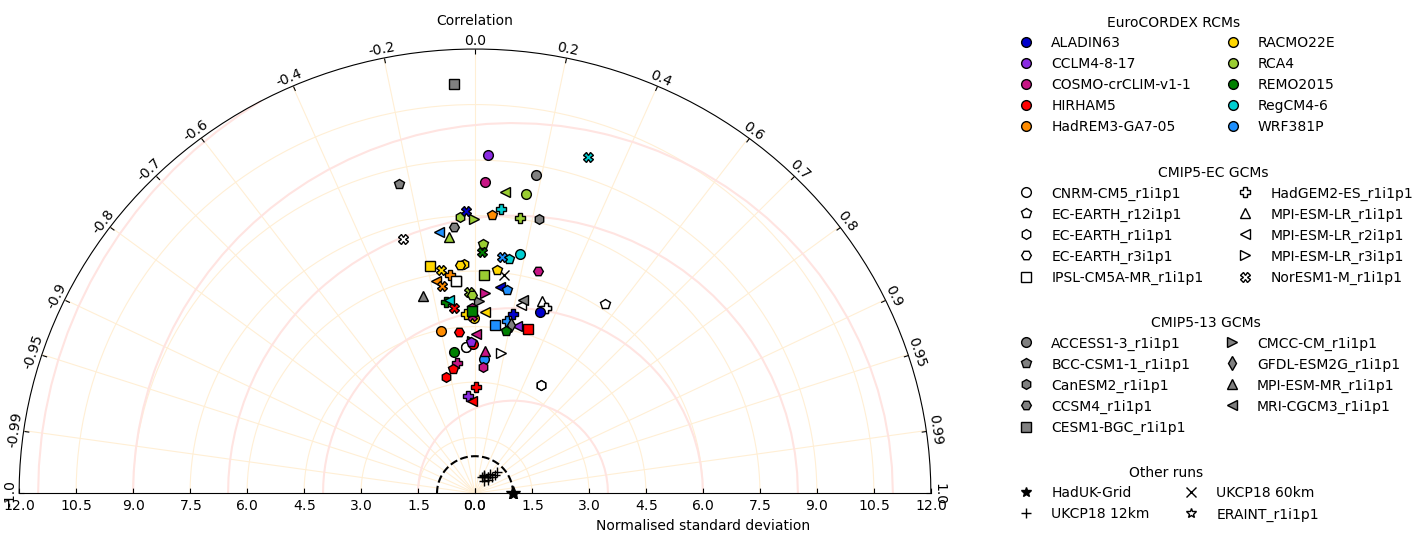 Correlation
-0.2 0.0 0.2
-0.4 0.4
-0.6 0.6
-0.7 0.7
-0.8 0.8
-0.9 0.9
-0.95 0.95
-0.99 0.99
-1.0 1.0
12.0 10.5 9.0 7.5 6.0 4.5 3.0 1.5 0.0 1.5 3.0 4.5 6.0 7.5 9.0 10.5 12.0
Normalised standard deviation
EuroCORDEX RCMs
ALADIN63 RACMO22E
CCLM4-8-17 RCA4
COSMO-crCLIM-v1-1 REMO2015
HIRHAM5 RegCM4-6
HadREM3-GA7-05 WRF381P
CMIP5-EC GCMs
CNRM-CM5_r1i1p1 HadGEM2-ES_r1i1p1
EC-EARTH_r12i1p1 MPI-ESM-LR_r1i1p1
EC-EARTH_r1i1p1 MPI-ESM-LR_r2i1p1
EC-EARTH_r3i1p1 MPI-ESM-LR_r3i1p1
IPSL-CM5A-MR_r1i1p1 NorESM1-M_r1i1p1
CMIP5-13 GCMs
ACCESS1-3_r1i1p1 CMCC-CM_r1i1p1
BCC-CSM1-1_r1i1p1 GFDL-ESM2G_r1i1p1
CanESM2_r1i1p1 MPI-ESM-MR_r1i1p1
CCSM4_r1i1p1 MRI-CGCM3_r1i1p1
CESM1-BGC_r1i1p1
Other runs
HadUK-Grid UKCP18 60km
UKCP18 12km ERAINT_r1i1p1